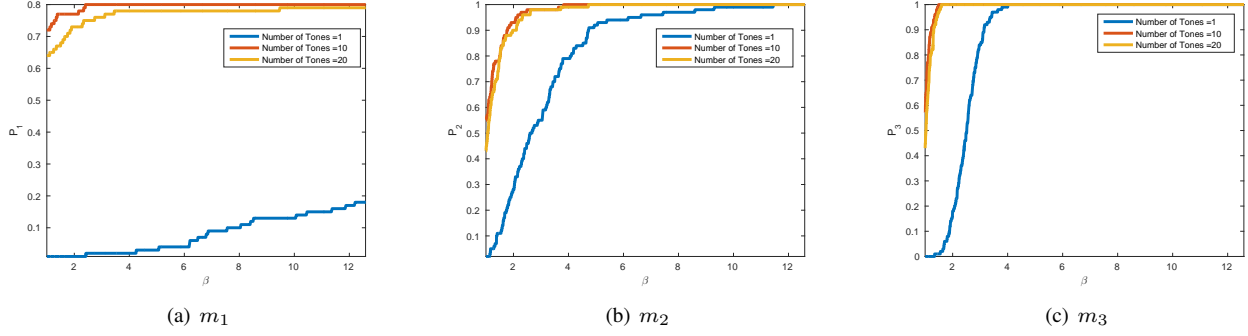 0.8
0.7
0.6
0.5
0.4
0.3
0.2
0.1
P1
2 4 6 8 10 12
β
Number of Tones =1
Number of Tones =10
Number of Tones =20
(a) m1
1
0.9
0.8
0.7
0.6
0.5
0.4
0.3
0.2
0.1
P2
2 4 6 8 10 12
β
Number of Tones =1
Number of Tones =10
Number of Tones =20
(b) m2
1
0.9
0.8
0.7
0.6
0.5
0.4
0.3
0.2
0.1
0
P3
2 4 6 8 10 12
β
Number of Tones =1
Number of Tones =10
Number of Tones =20
(c) m3